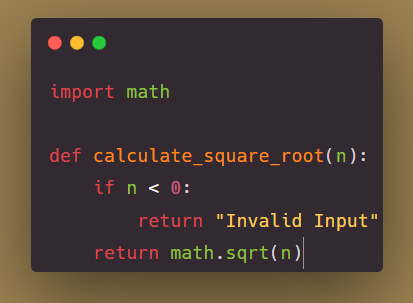 import math

def calculate_square_root(n):
    if n < 0:
        return "Invalid Input"
    return math.sqrt(n)